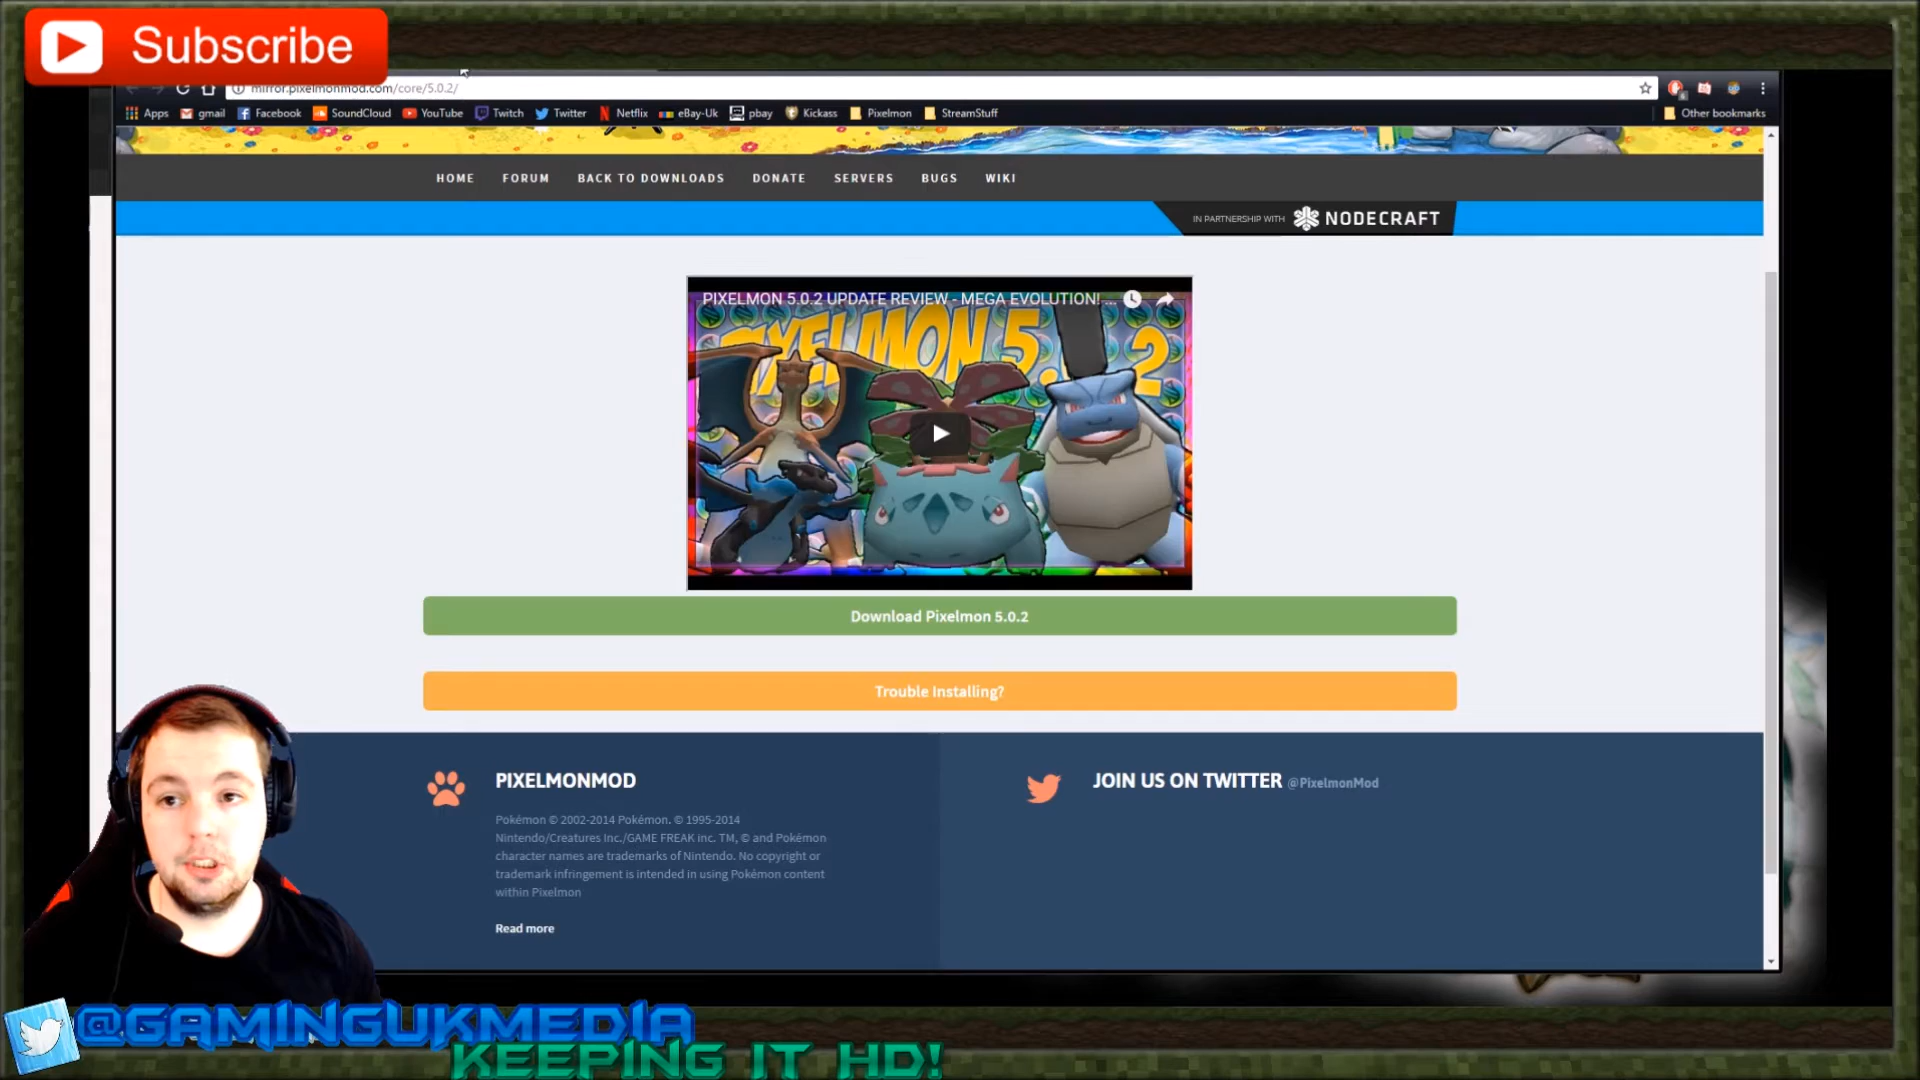 Subscribe
mirror.pixelmonmod.com/core/5.0.2/
Apps gmail Facebook SoundCloud YouTube Twitch Twitter Netflix eBay-Uk pbay Kickass Pixelmon StreamStuff Other bookmarks
HOME FORUM BACK TO DOWNLOADS DONATE SERVERS BUGS WIKI
IN PARTNERSHIP WITH NODECRAFT
PIXELMON 5.0.2 UPDATE REVIEW - MEGA EVOLUTION! ...
PIXELMON 5. 2
Download Pixelmon 5.0.2
Trouble Installing?
PIXELMONMOD
Pokémon © 2002-2014 Pokémon. © 1995-2014
Nintendo/Creatures Inc./GAME FREAK inc. TM, © and Pokémon
character names are trademarks of Nintendo. No copyright or
trademark infringement is intended in using Pokémon content
within Pixelmon
Read more
JOIN US ON TWITTER @PixelmonMod
@GAMINGUKMEDIA
KEEPING IT HD!